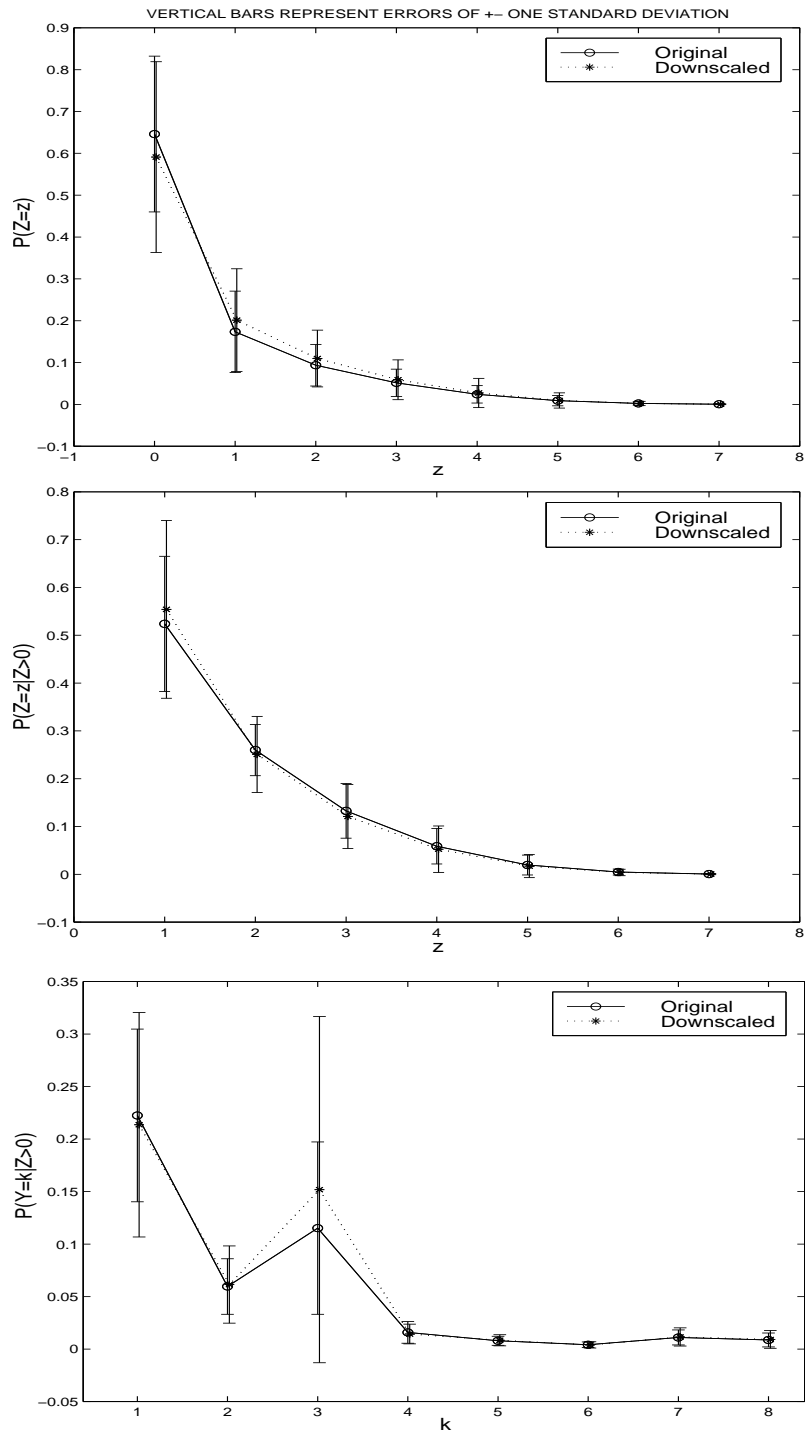 VERTICAL BARS REPRESENT ERRORS OF +− ONE STANDARD DEVIATION
0.9
0.8
0.7
0.6
0.5
0.4
0.3
0.2
0.1
0
−0.1
P(Z=z)
Original
Downscaled
−1 0 1 2 3 4 5 6 7 8
z
0.8
0.7
0.6
0.5
0.4
0.3
0.2
0.1
0
−0.1
P(Z=z|Z>0)
Original
Downscaled
0 1 2 3 4 5 6 7 8
z
0.35
0.3
0.25
0.2
0.15
0.1
0.05
0
−0.05
P(Y=k|Z>0)
Original
Downscaled
1 2 3 4 5 6 7 8
k